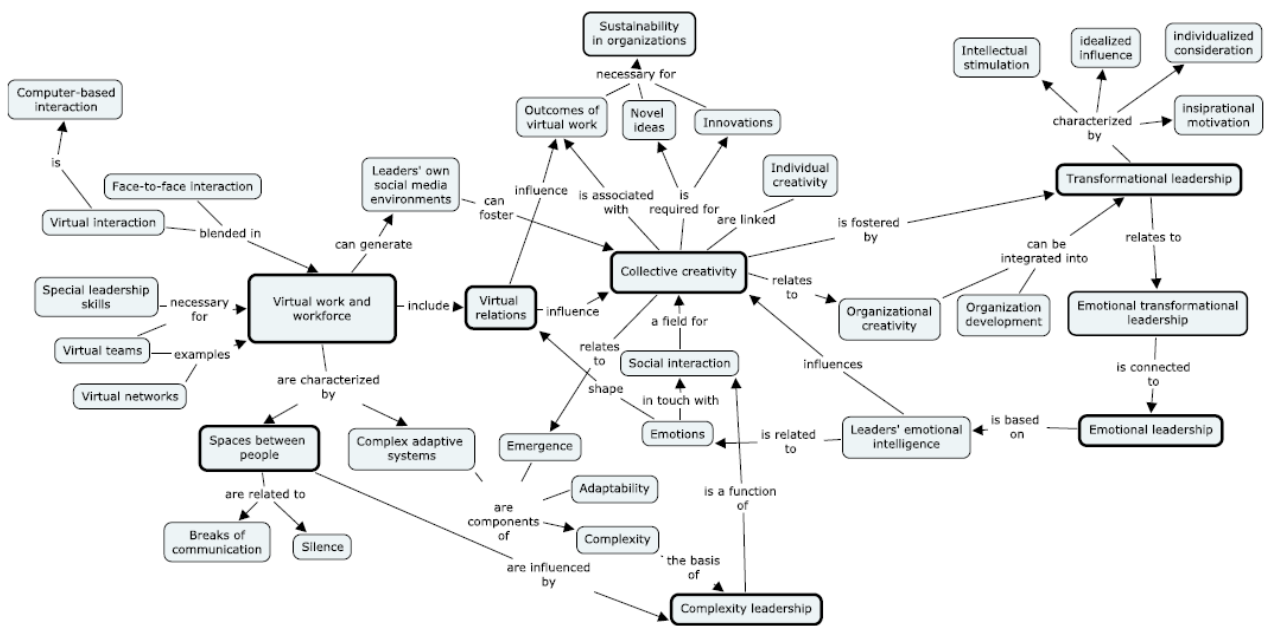 Sustainability
in organizations
necessary for
Outcomes of
virtual work
Novel
ideas
Innovations
Intellectual
stimulation
idealized
influence
individualized
consideration
insiprational
motivation
characterized
by
Transformational leadership
Computer-based
interaction
is
Face-to-face interaction
Virtual interaction
blended in
Leaders' own
social media
environments
can
foster
can generate
influence
is associated
with
is
required for
Individual
creativity
are linked
is fostered
by
can be
integrated into
relates to
Collective creativity
relates
to
Organizational
creativity
Organization
development
Emotional transformational
leadership
Special leadership
skills
necessary
for
Virtual teams
examples
Virtual networks
Virtual work and
workforce
include
Virtual
relations
influence
a field for
Social interaction
relates
to
shape
in touch with
Emotions
influences
is connected
to
are characterized
by
Spaces between
people
Complex adaptive
systems
Emergence
is related
to
Leaders' emotional
intelligence
is based
on
Emotional leadership
are related to
Breaks of
communication
Silence
are
components
of
Adaptability
Complexity
is a function
of
the basis
of
are influenced
by
Complexity leadership